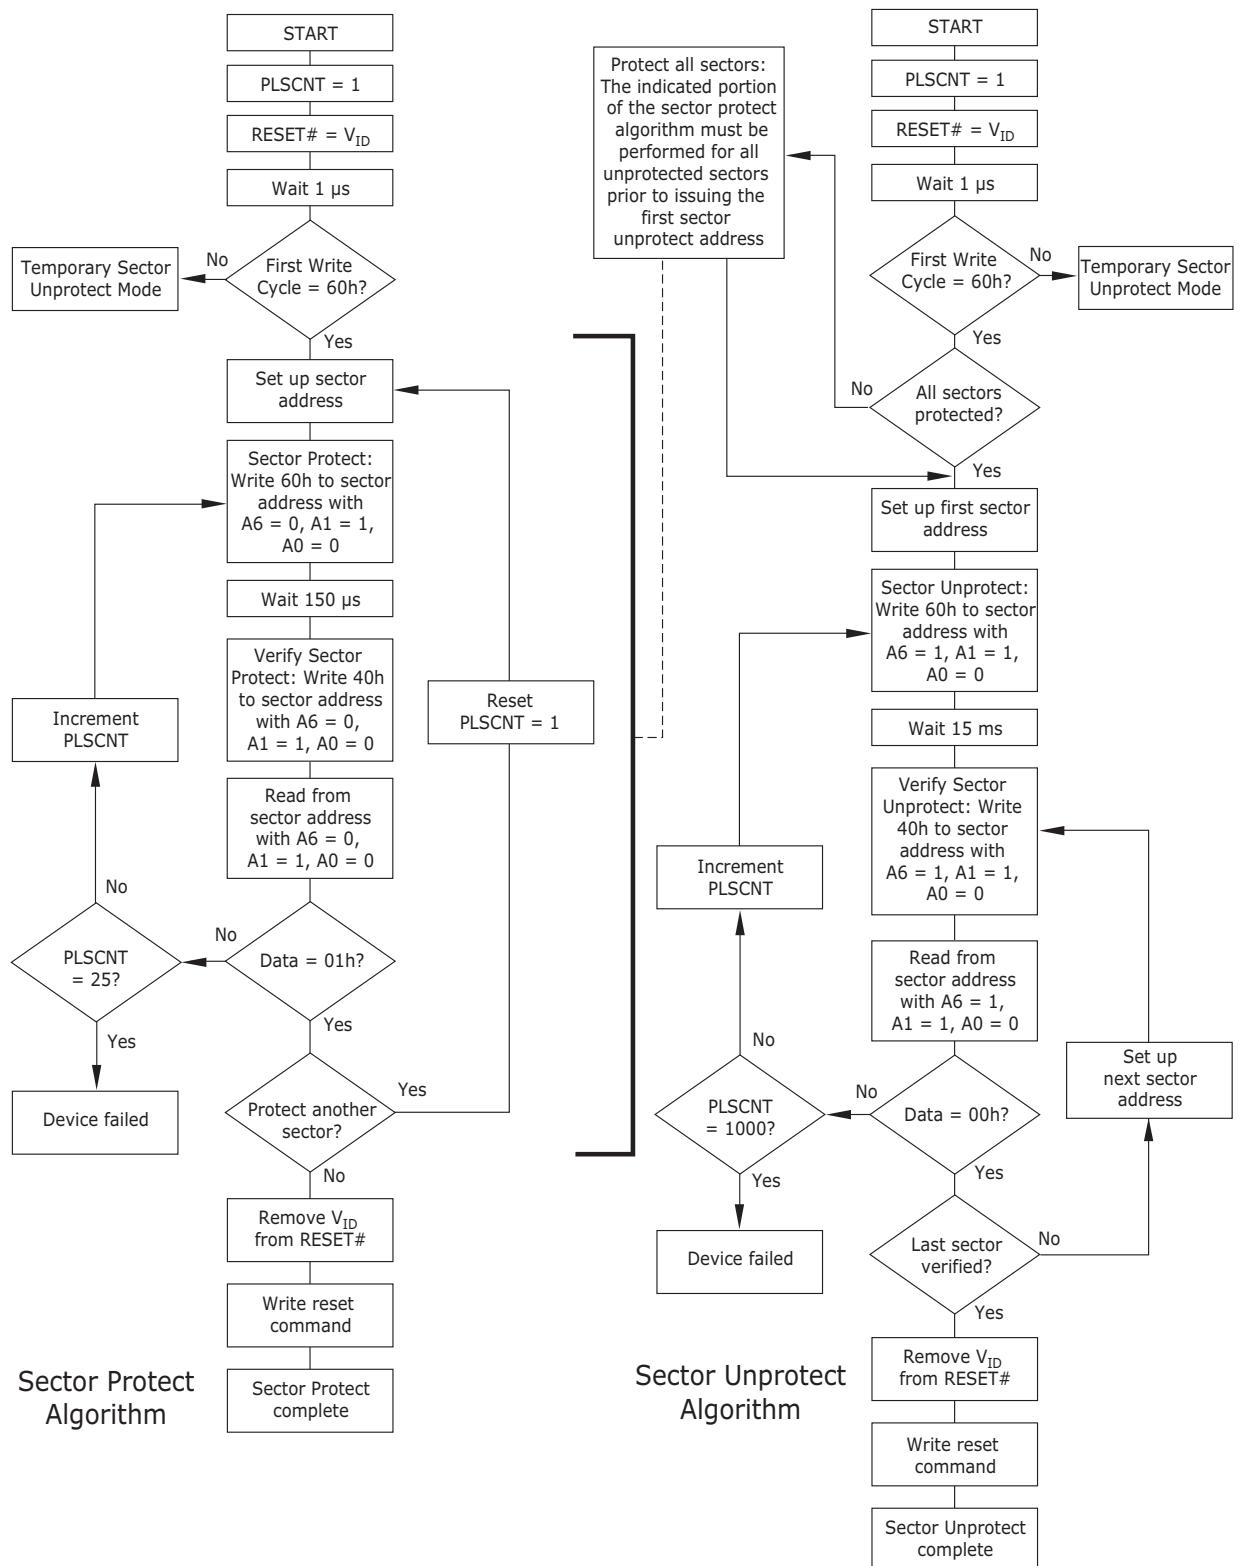 START
PLSCNT = 1
RESET# = VID
Wait 1 µs
First Write
Cycle = 60h?
No
Temporary Sector
Unprotect Mode
Yes
Set up sector
address
Sector Protect:
Write 60h to sector
address with
A6 = 0, A1 = 1,
A0 = 0
Wait 150 µs
Verify Sector
Protect: Write 40h
to sector address
with A6 = 0,
A1 = 1, A0 = 0
Reset
PLSCNT = 1
Increment
PLSCNT
Read from
sector address
with A6 = 0,
A1 = 1, A0 = 0
No
No
PLSCNT
= 25?
Data = 01h?
Yes
Yes
Device failed
Protect another
sector?
Yes
No
Remove VID
from RESET#
Write reset
command
Sector Protect
complete
Sector Protect
Algorithm
Protect all sectors:
The indicated portion
of the sector protect
algorithm must be
performed for all
unprotected sectors
prior to issuing the
first sector
unprotect address
START
PLSCNT = 1
RESET# = VID
Wait 1 µs
First Write
Cycle = 60h?
No
Temporary Sector
Unprotect Mode
Yes
No
All sectors
protected?
Yes
Set up first sector
address
Sector Unprotect:
Write 60h to sector
address with
A6 = 1, A1 = 1,
A0 = 0
Wait 15 ms
Verify Sector
Unprotect: Write
40h to sector
address with
A6 = 1, A1 = 1,
A0 = 0
Increment
PLSCNT
Read from
sector address
with A6 = 1,
A1 = 1, A0 = 0
No
No
PLSCNT
= 1000?
Data = 00h?
Set up
next sector
address
Yes
Yes
Device failed
Last sector
verified?
No
Yes
Remove VID
from RESET#
Write reset
command
Sector Unprotect
complete
Sector Unprotect
Algorithm